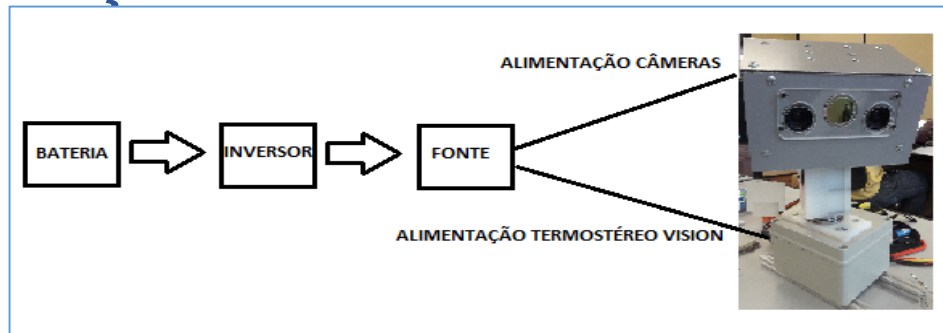 ALIMENTAÇÃO CÂMERAS
BATERIA
INVERSOR
FONTE
ALIMENTAÇÃO TERMOSTÉREO VISION